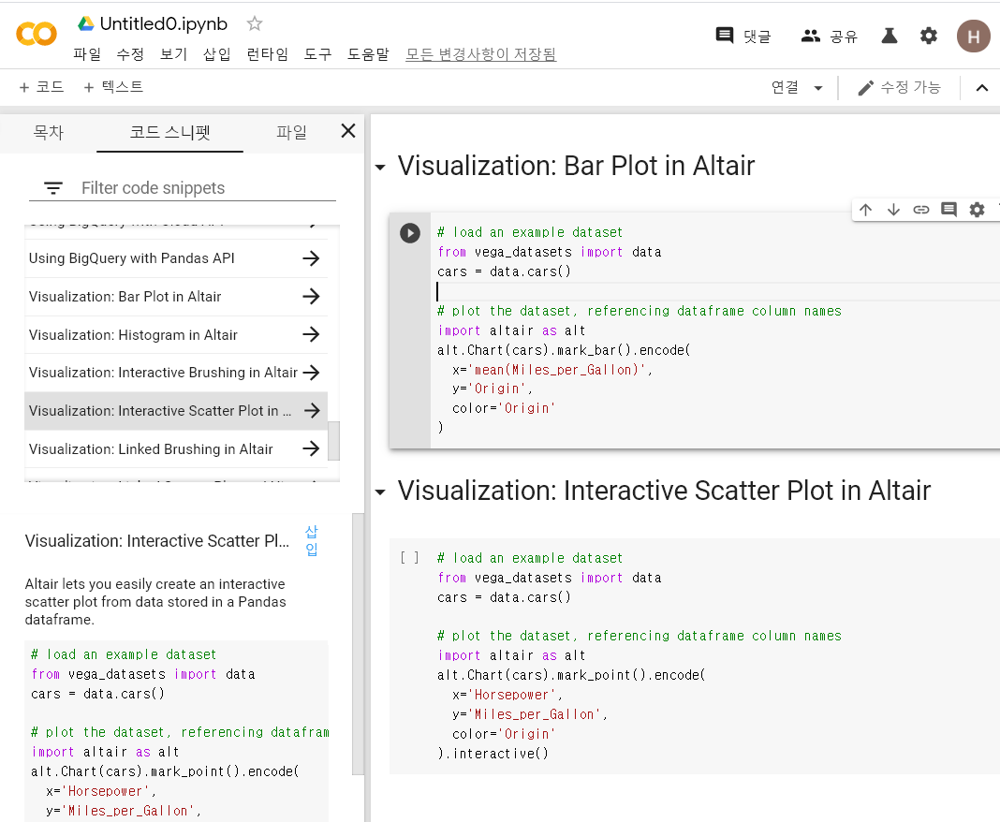 Untitled0.ipynb
댓글 공유 H
파일 수정 보기 삽입 런타임 도구 도움말 모든 변경사항이 저장됨
+ 코드 + 텍스트 연결 수정 가능
목차 코드 스니펫 파일
Filter code snippets
Using BigQuery with Cloud API
Using BigQuery with Pandas API
Visualization: Bar Plot in Altair
Visualization: Histogram in Altair
Visualization: Interactive Brushing in Altair
Visualization: Interactive Scatter Plot in ...
Visualization: Linked Brushing in Altair
Visualization: Interactive Scatter Pl...
삽입
Altair lets you easily create an interactive
scatter plot from data stored in a Pandas
dataframe.
# load an example dataset
from vega_datasets import data
cars = data.cars()
# plot the dataset, referencing datafram
import altair as alt
alt.Chart(cars).mark_point().encode(
x='Horsepower',
y='Miles_per_Gallon',
Visualization: Bar Plot in Altair
# load an example dataset
from vega_datasets import data
cars = data.cars()
# plot the dataset, referencing dataframe column names
import altair as alt
alt.Chart(cars).mark_bar().encode(
x='mean(Miles_per_Gallon)',
y='Origin',
color='Origin'
)
Visualization: Interactive Scatter Plot in Altair
[ ] # load an example dataset
from vega_datasets import data
cars = data.cars()
# plot the dataset, referencing dataframe column names
import altair as alt
alt.Chart(cars).mark_point().encode(
x='Horsepower',
y='Miles_per_Gallon',
color='Origin'
).interactive()